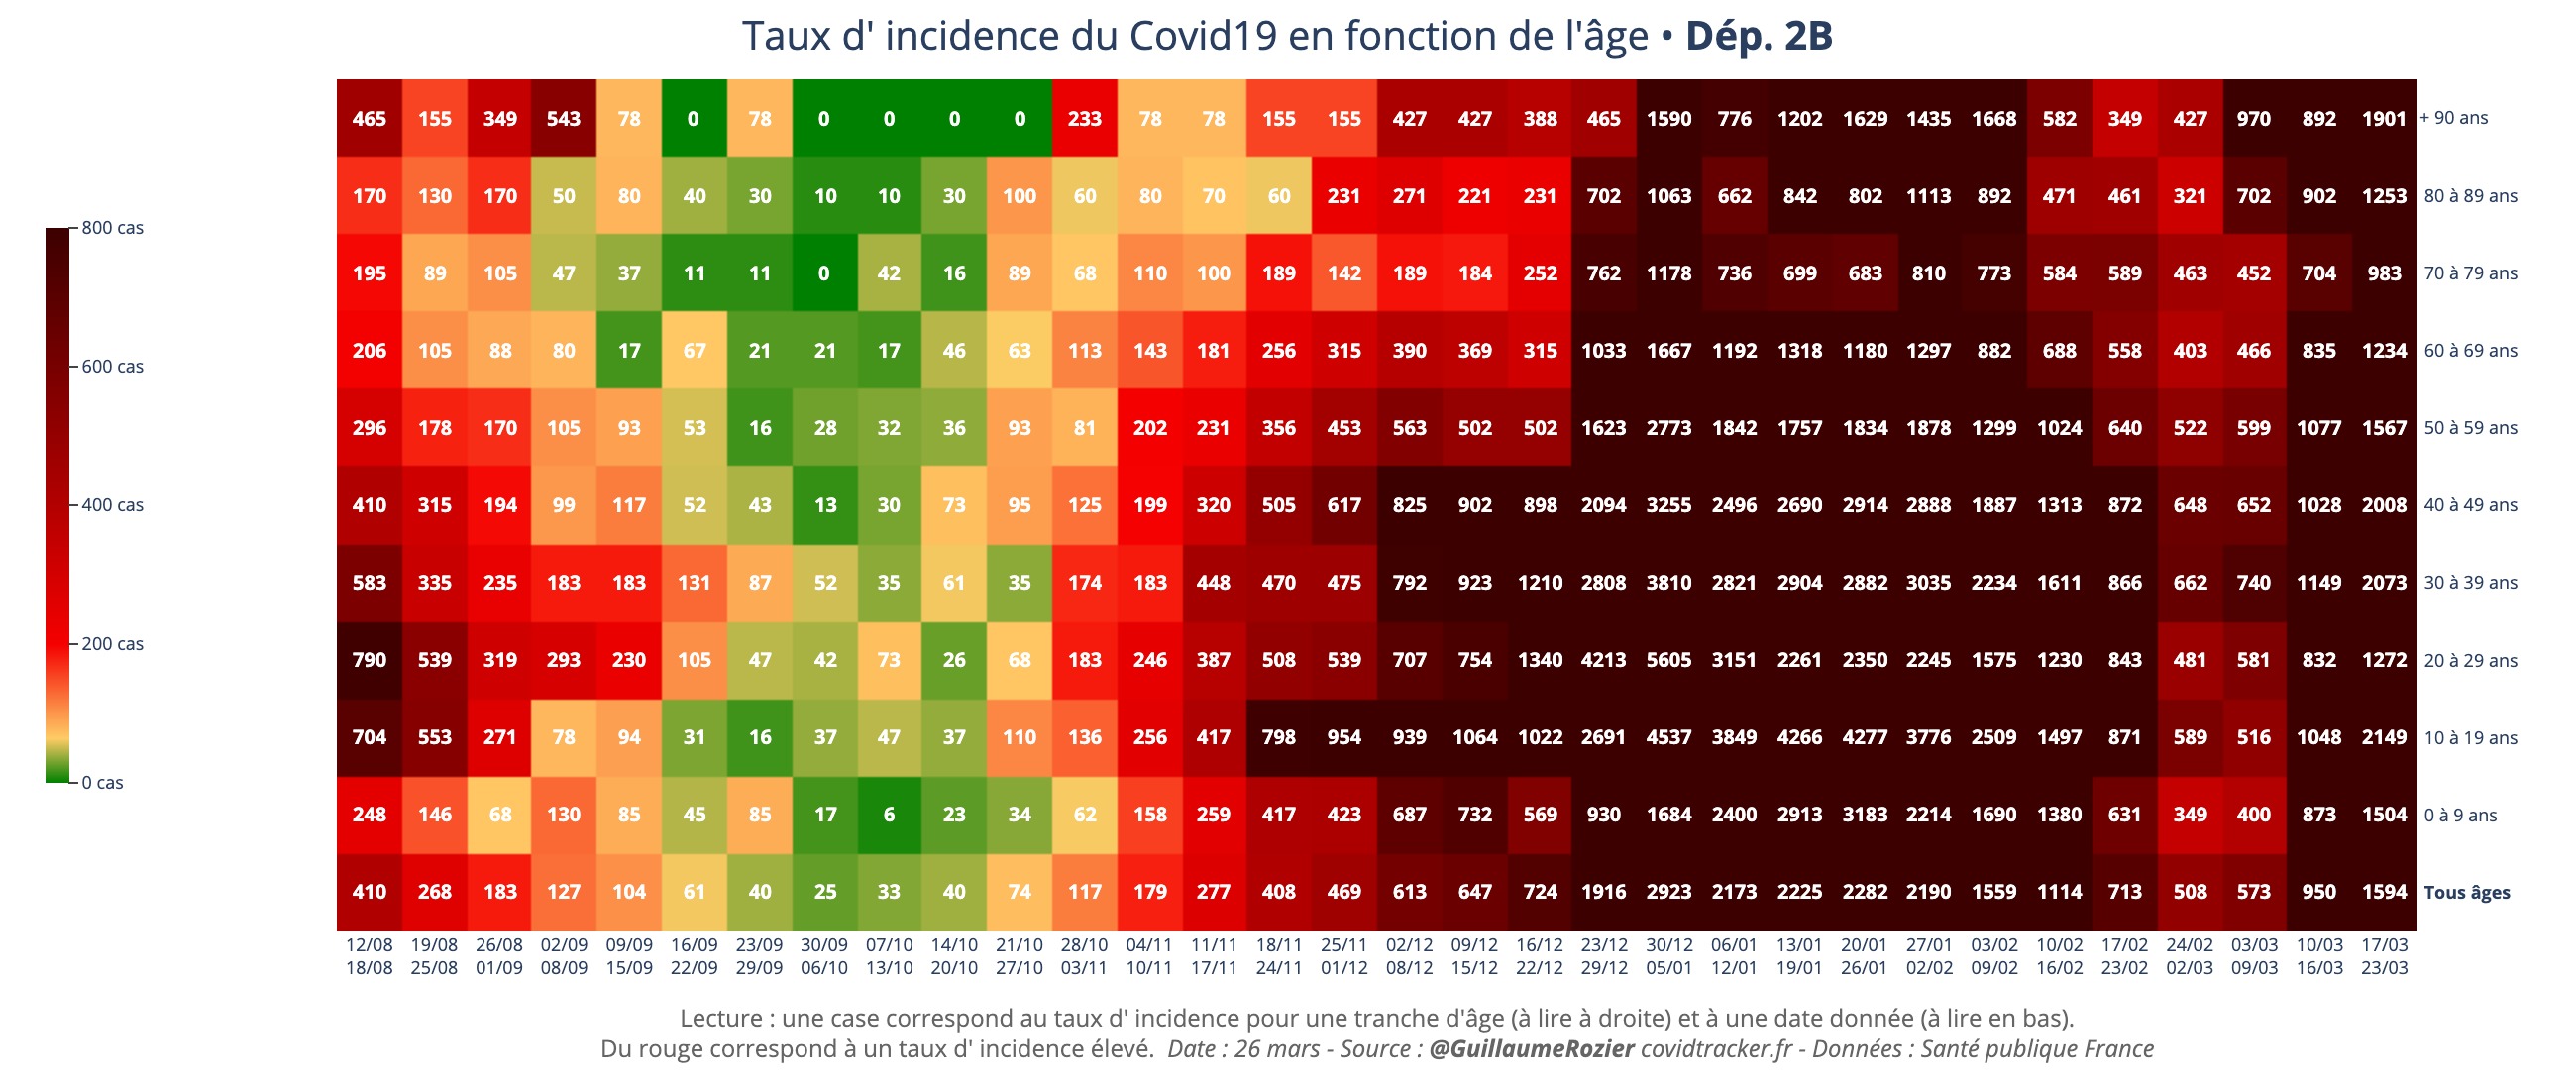 Taux d' incidence du Covid19 en fonction de l'âge • Dép. 2B
465 155 349 543 78 0 78 0 0 0 0 233 78 78 155 155 427 427 388 465 1590 776 1202 1629 1435 1668 582 349 427 970 892 1901 + 90 ans
170 130 170 50 80 40 30 10 10 30 100 60 80 70 60 231 271 221 231 702 1063 662 842 802 1113 892 471 461 321 702 902 1253 80 à 89 ans
800 cas
195 89 105 47 37 11 11 0 42 16 89 68 110 100 189 142 189 184 252 762 1178 736 699 683 810 773 584 589 463 452 704 983 70 à 79 ans
206 105 88 80 17 67 21 21 17 46 63 113 143 181 256 315 390 369 315 1033 1667 1192 1318 1180 1297 882 688 558 403 466 835 1234 60 à 69 ans
600 cas
296 178 170 105 93 53 16 28 32 36 93 81 202 231 356 453 563 502 502 1623 2773 1842 1757 1834 1878 1299 1024 640 522 599 1077 1567 50 à 59 ans
400 cas
410 315 194 99 117 52 43 13 30 73 95 125 199 320 505 617 825 902 898 2094 3255 2496 2690 2914 2888 1887 1313 872 648 652 1028 2008 40 à 49 ans
583 335 235 183 183 131 87 52 35 61 35 174 183 448 470 475 792 923 1210 2808 3810 2821 2904 2882 3035 2234 1611 866 662 740 1149 2073 30 à 39 ans
200 cas
790 539 319 293 230 105 47 42 73 26 68 183 246 387 508 539 707 754 1340 4213 5605 3151 2261 2350 2245 1575 1230 843 481 581 832 1272 20 à 29 ans
704 553 271 78 94 31 16 37 47 37 110 136 256 417 798 954 939 1064 1022 2691 4537 3849 4266 4277 3776 2509 1497 871 589 516 1048 2149 10 à 19 ans
0 cas
248 146 68 130 85 45 85 17 6 23 34 62 158 259 417 423 687 732 569 930 1684 2400 2913 3183 2214 1690 1380 631 349 400 873 1504 0 à 9 ans
410 268 183 127 104 61 40 25 33 40 74 117 179 277 408 469 613 647 724 1916 2923 2173 2225 2282 2190 1559 1114 713 508 573 950 1594 Tous âges
12/08 19/08 26/08 02/09 09/09 16/09 23/09 30/09 07/10 14/10 21/10 28/10 04/11 11/11 18/11 25/11 02/12 09/12 16/12 23/12 30/12 06/01 13/01 20/01 27/01 03/02 10/02 17/02 24/02 03/03 10/03 17/03
18/08 25/08 01/09 08/09 15/09 22/09 29/09 06/10 13/10 20/10 27/10 03/11 10/11 17/11 24/11 01/12 08/12 15/12 22/12 29/12 05/01 12/01 19/01 26/01 02/02 09/02 16/02 23/02 02/03 09/03 16/03 23/03
Lecture : une case correspond au taux d' incidence pour une tranche d'âge (à lire à droite) et à une date donnée (à lire en bas).
Du rouge correspond à un taux d' incidence élevé. Date : 26 mars - Source : @GuillaumeRozier covidtracker.fr - Données : Santé publique France